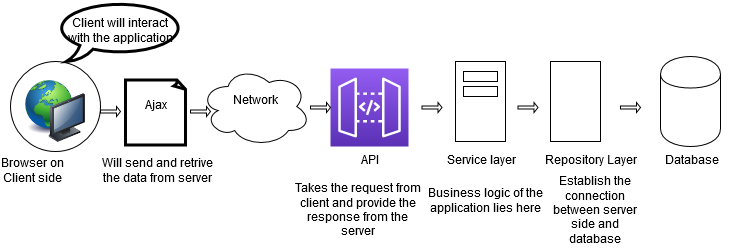 Client will interact
with the application
Ajax
Network
Browser on
Client side
Will send and retrive
the data from server
API
Takes the request from
client and provide the
response from the
server
Service layer
Business logic of the
application lies here
Repository Layer
Establish the
connection
between server
side and
database
Database